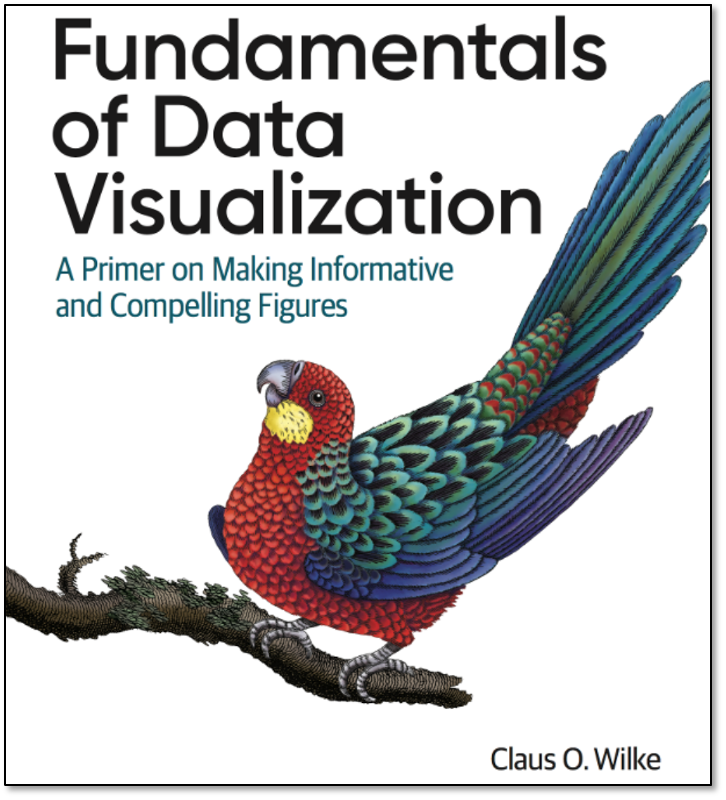 Fundamentals
of Data
Visualization
A Primer on Making Informative
and Compelling Figures
Claus O. Wilke